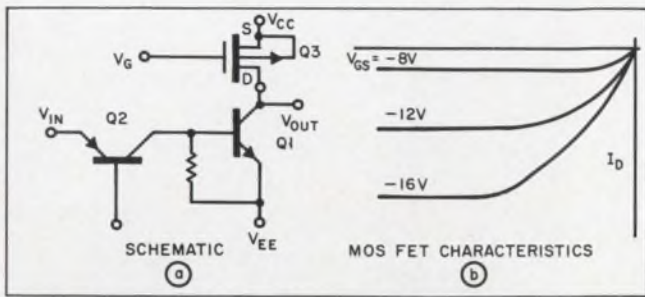 VCC
S
VG
Q3
D
VIN
Q2
VOUT
Q1
VEE
SCHEMATIC
a
VGS = -8V
-12V
-16V
ID
MOS FET CHARACTERISTICS
b